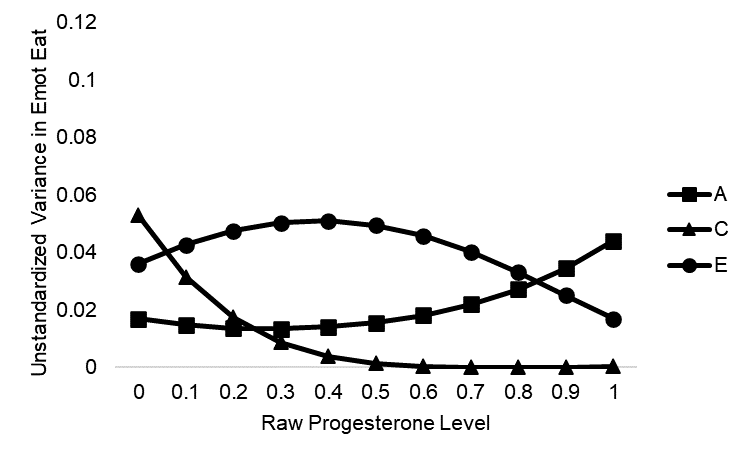 Unstandardized Variance in Emot Eat
0.12
0.1
0.08
0.06
0.04
0.02
0
0 0.1 0.2 0.3 0.4 0.5 0.6 0.7 0.8 0.9 1
Raw Progesterone Level
A
C
E